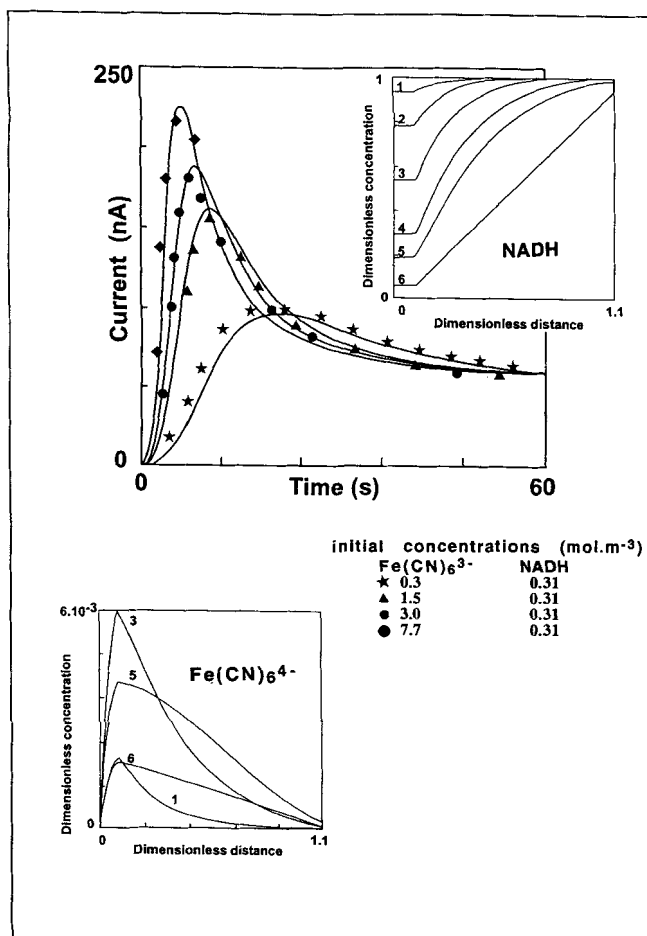 250
Current (nA)
0
0
Time (s)
60
1
Dimensionless concentration
0
1
2
3
4
5
6
NADH
0
1.1
Dimensionless distance
initial concentrations (mol.m-3)
Fe(CN)63- NADH
★ 0.3 0.31
▲ 1.5 0.31
● 3.0 0.31
● 7.7 0.31
6.10-3
Dimensionless concentration
0
3
5
6
1
Fe(CN)64-
0
1.1
Dimensionless distance